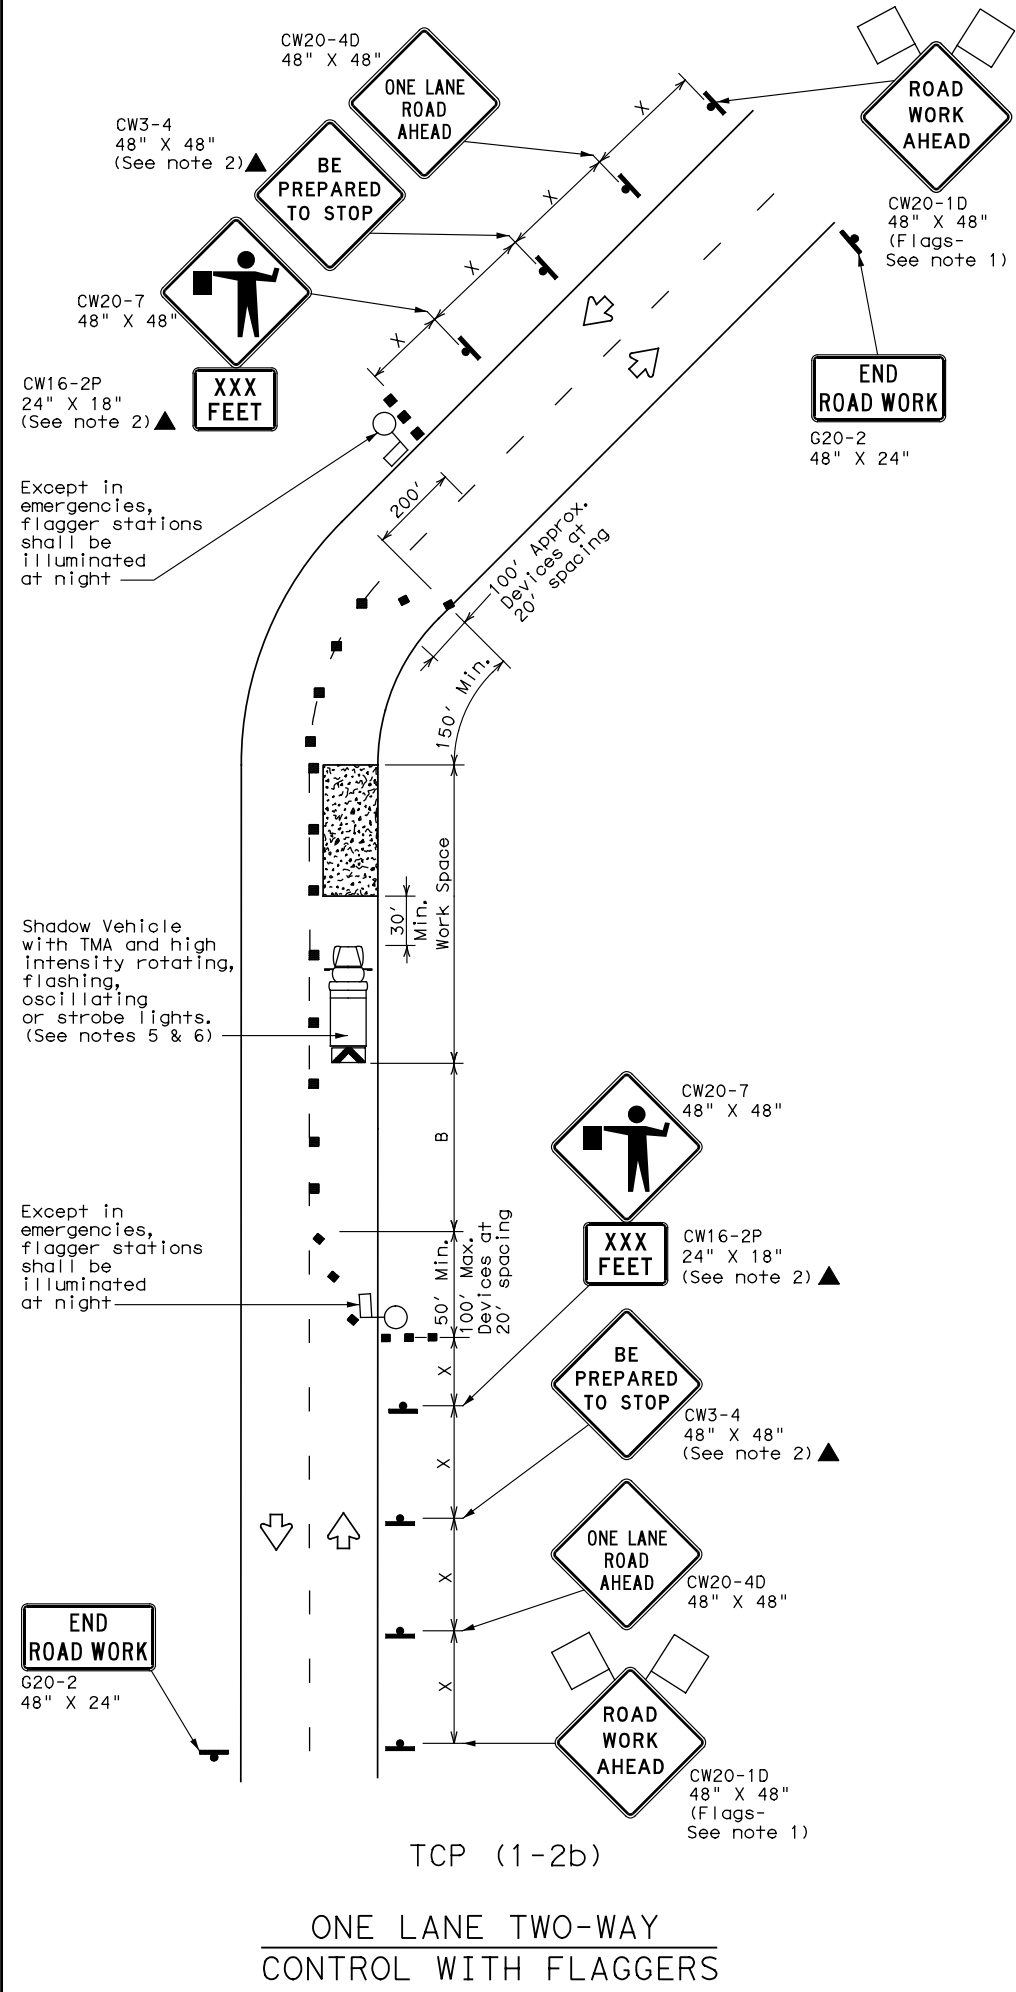 CW20-4D
48" X 48"
ONE LANE
ROAD
AHEAD
ROAD
WORK
AHEAD
CW20-1D
48" X 48"
(Flags-
See note 1)
CW3-4
48" X 48"
(See note 2)
BE
PREPARED
TO STOP
CW20-7
48" X 48"
CW16-2P
24" X 18"
(See note 2)
XXX
FEET
X
X
X
X
END
ROAD WORK
G20-2
48" X 24"
Except in
emergencies,
flagger stations
shall be
illuminated
at night
200'
100' Approx.
Devices at
20' spacing
150' Min.
Work Space
30'
Min.
Shadow Vehicle
with TMA and high
intensity rotating,
flashing,
oscillating
or strobe lights.
(See notes 5 & 6)
B
CW20-7
48" X 48"
XXX
FEET
CW16-2P
24" X 18"
(See note 2)
Except in
emergencies,
flagger stations
shall be
illuminated
at night
50' Min.
100' Max.
Devices at
20' spacing
X
X
X
X
BE
PREPARED
TO STOP
CW3-4
48" X 48"
(See note 2)
ONE LANE
ROAD
AHEAD
CW20-4D
48" X 48"
END
ROAD WORK
G20-2
48" X 24"
ROAD
WORK
AHEAD
CW20-1D
48" X 48"
(Flags-
See note 1)
TCP (1-2b)
ONE LANE TWO-WAY
CONTROL WITH FLAGGERS